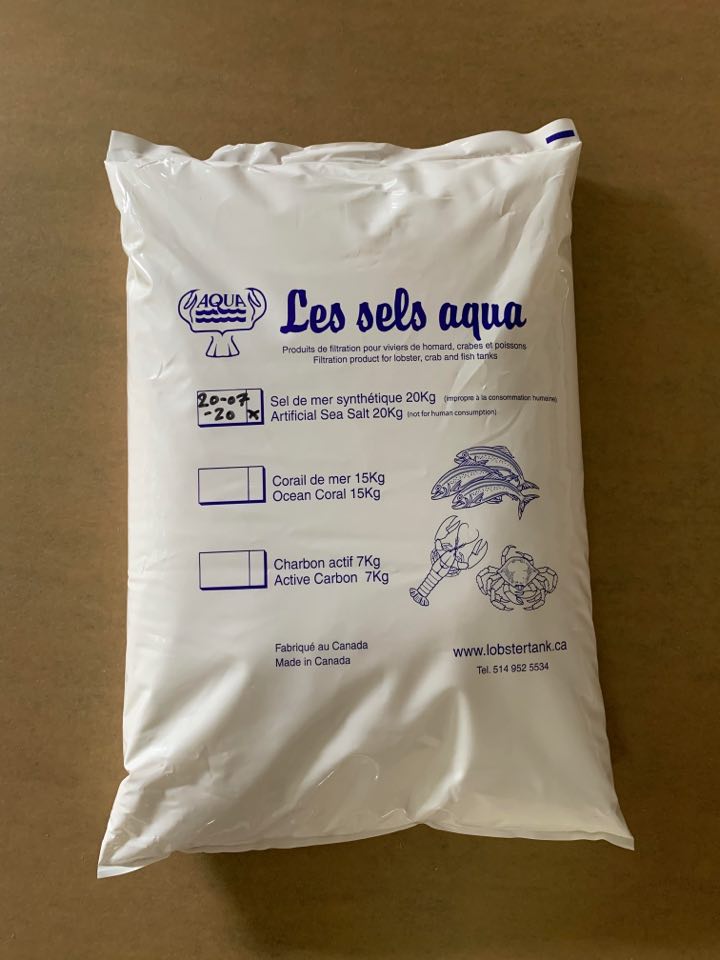 AQUA
Les sels aqua
Produits de filtration pour viviers de homard, crabes et poissons
Filtration product for lobster, crab and fish tanks
20-07
-20 x
Sel de mer synthétique 20Kg (impropre à la consommation humaine)
Artificial Sea Salt 20Kg (not for human consumption)
Corail de mer 15Kg
Ocean Coral 15Kg
Charbon actif 7Kg
Active Carbon 7Kg
Fabriqué au Canada
Made in Canada
www.lobstertank.ca
Tel. 514 952 5534